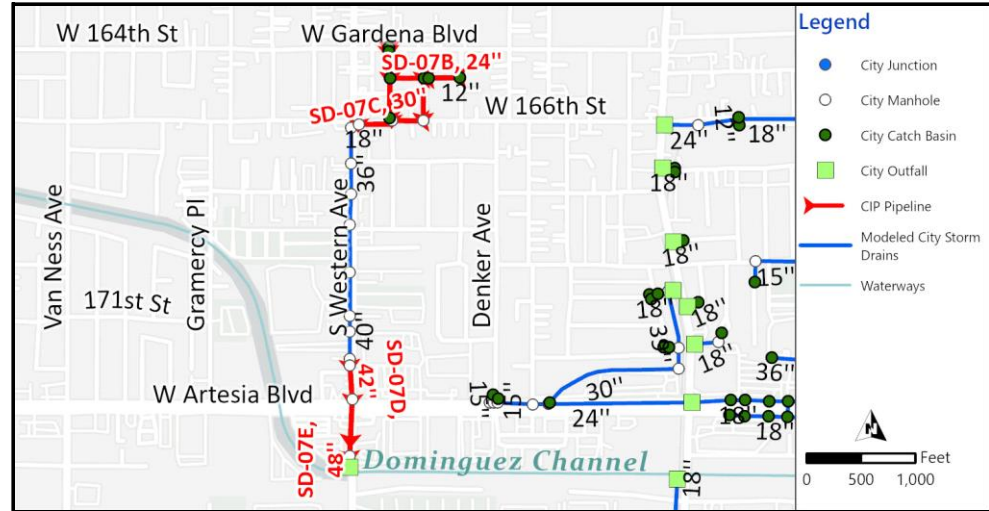 W 164th St
W Gardena Blvd
SD-07B, 24"
12"
SD-07C, 30"
W 166th St
18"
36"
24"
12"
18"
18"
Van Ness Ave
Gramercy Pl
S Western Ave
Denker Ave
18"
15"
171st St
18"
18"
40"
39"
18"
36"
42"
SD-07D,
W Artesia Blvd
15"
15"
30"
24"
18"
18"
SD-07E,
48"
Dominguez Channel
18"
Legend
City Junction
City Manhole
City Catch Basin
City Outfall
CIP Pipeline
Modeled City Storm
Drains
Waterways
N
Feet
0 500 1,000